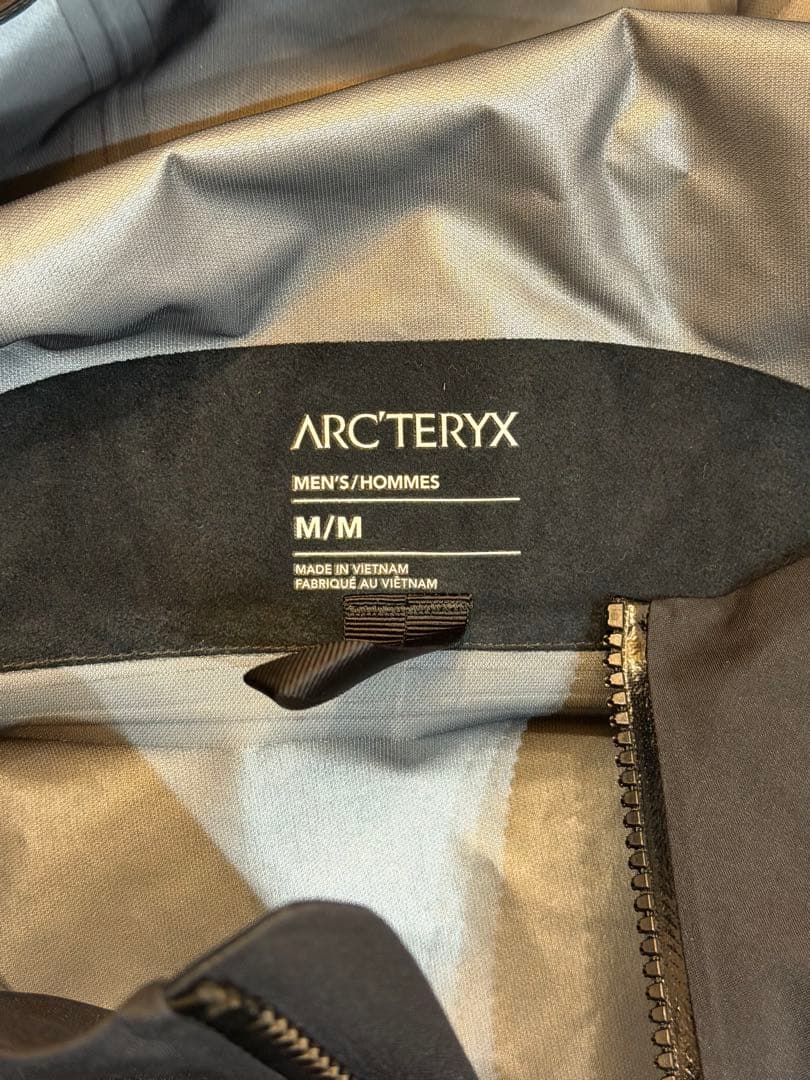 ARC'TERYX
MEN'S/HOMMES
M/M
MADE IN VIETNAM
FABRIQUÉ AU VIÊTNAM